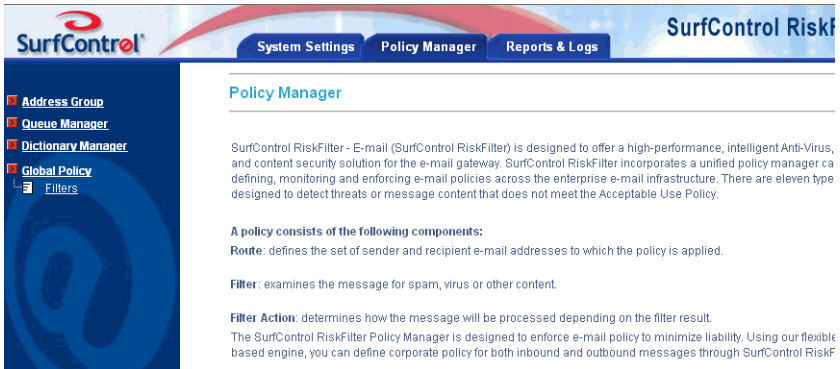 SurfControl
SurfControl Risk
System Settings Policy Manager Reports & Logs
Address Group
Queue Manager
Dictionary Manager
Global Policy
Filters
Policy Manager
SurfControl RiskFilter - E-mail (SurfControl RiskFilter) is designed to offer a high-performance, intelligent Anti-Virus,
and content security solution for the e-mail gateway. SurfControl RiskFilter incorporates a unified policy manager ca
defining, monitoring and enforcing e-mail policies across the enterprise e-mail infrastructure. There are eleven type
designed to detect threats or message content that does not meet the Acceptable Use Policy.
A policy consists of the following components:
Route: defines the set of sender and recipient e-mail addresses to which the policy is applied.
Filter: examines the message for spam, virus or other content.
Filter Action: determines how the message will be processed depending on the filter result.
The SurfControl RiskFilter Policy Manager is designed to enforce e-mail policy to minimize liability. Using our flexible
based engine, you can define corporate policy for both inbound and outbound messages through SurfControl RiskF